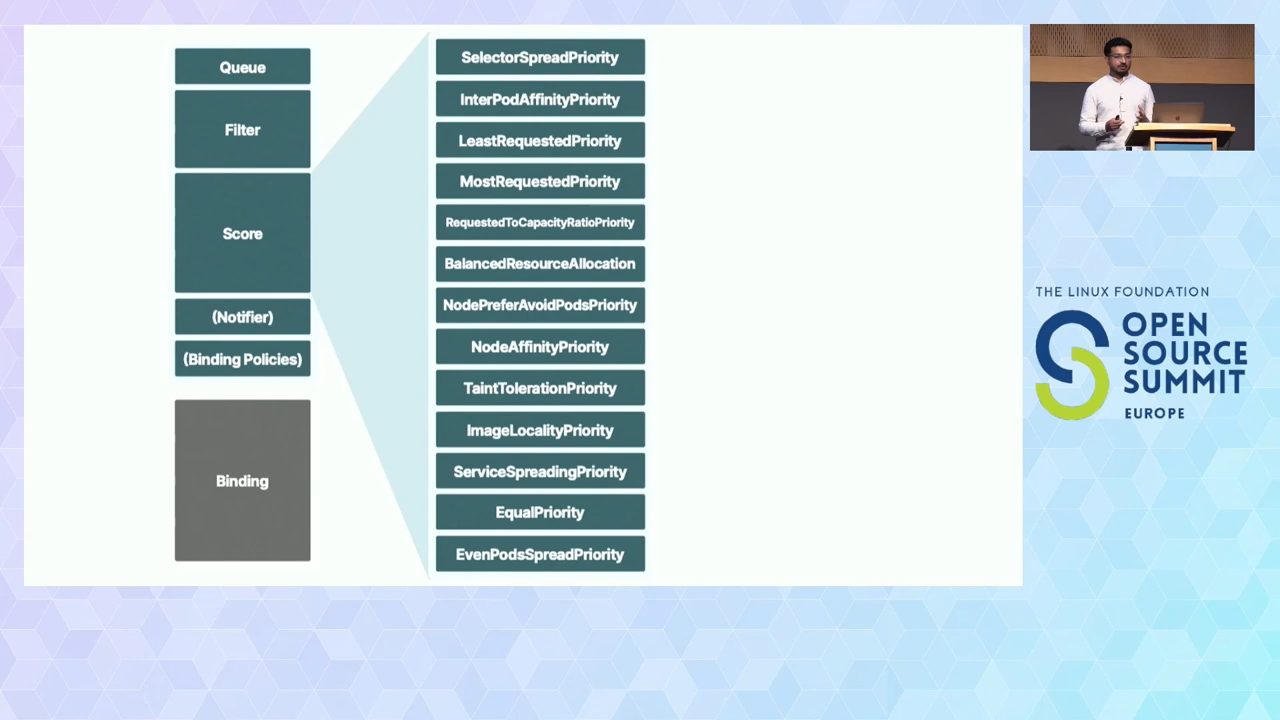 Queue
Filter
Score
(Notifier)
(Binding Policies)
Binding
SelectorSpreadPriority
InterPodAffinityPriority
LeastRequestedPriority
MostRequestedPriority
RequestedToCapacityRatioPriority
BalancedResourceAllocation
NodePreferAvoidPodsPriority
NodeAffinityPriority
TaintTolerationPriority
ImageLocalityPriority
ServiceSpreadingPriority
EqualPriority
EvenPodsSpreadPriority
THE LINUX FOUNDATION
OPEN
SOURCE
SUMMIT
EUROPE